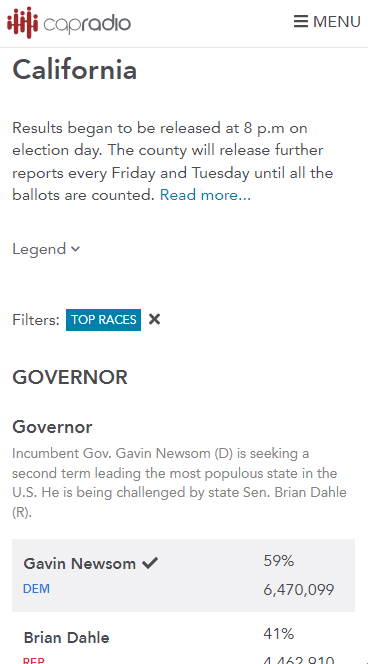 capradio
MENU
California
Results began to be released at 8 p.m on
election day. The county will release further
reports every Friday and Tuesday until all the
ballots are counted. Read more...
Legend
Filters: TOP RACES
GOVERNOR
Governor
Incumbent Gov. Gavin Newsom (D) is seeking a
second term leading the most populous state in the
U.S. He is being challenged by state Sen. Brian Dahle
(R).
Gavin Newsom 59%
DEM 6,470,099
Brian Dahle 41%
REP 4,462,910